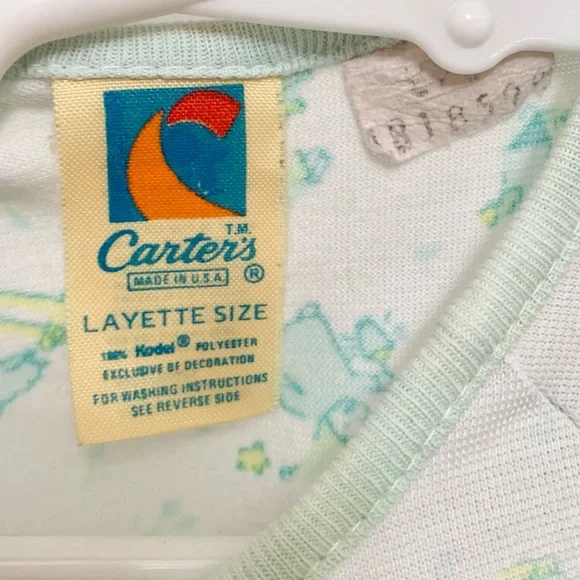 T.M.
Carter's
MADE IN U.S.A. ®
LAYETTE SIZE
100% Kodel® POLYESTER
EXCLUSIVE OF DECORATION
FOR WASHING INSTRUCTIONS
SEE REVERSE SIDE